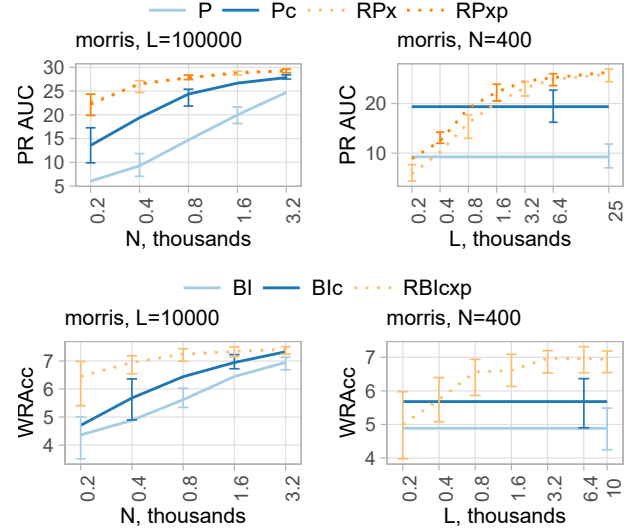 P Pc RPx RPxp
morris, L=100000
morris, N=400
PR AUC
30
25
20
15
10
5
0.2
0.4
0.8
1.6
3.2
N, thousands
PR AUC
20
10
0.2
0.4
0.8
1.6
3.2
6.4
25
L, thousands
BI BIc RBIcxp
morris, L=10000
morris, N=400
WRAcc
7
6
5
4
0.2
0.4
0.8
1.6
3.2
N, thousands
WRAcc
7
6
5
4
0.2
0.4
0.8
1.6
3.2
6.4
10
L, thousands